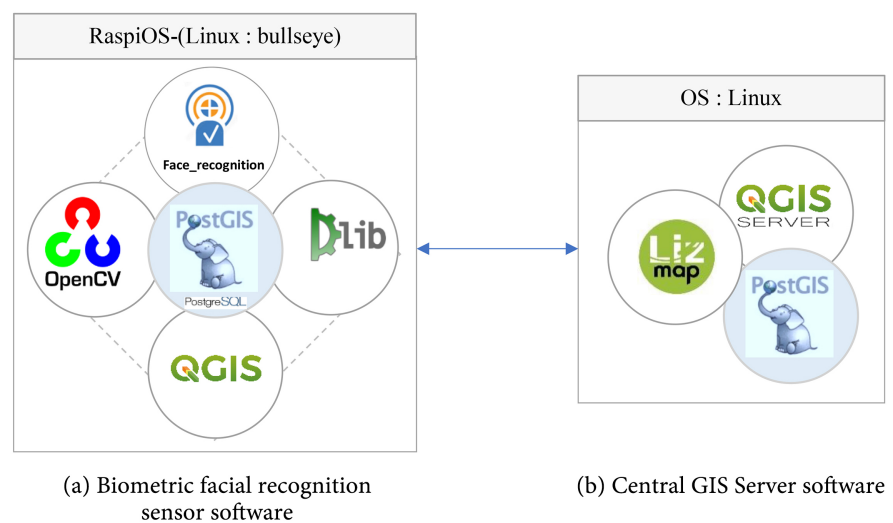 RaspiOS-(Linux : bullseye)
Face_recognition
OpenCV
PostGIS
PostgreSQL
Dlib
QGIS
(a) Biometric facial recognition
sensor software
OS : Linux
QGIS
SERVER
Liz
map
PostGIS
(b) Central GIS Server software